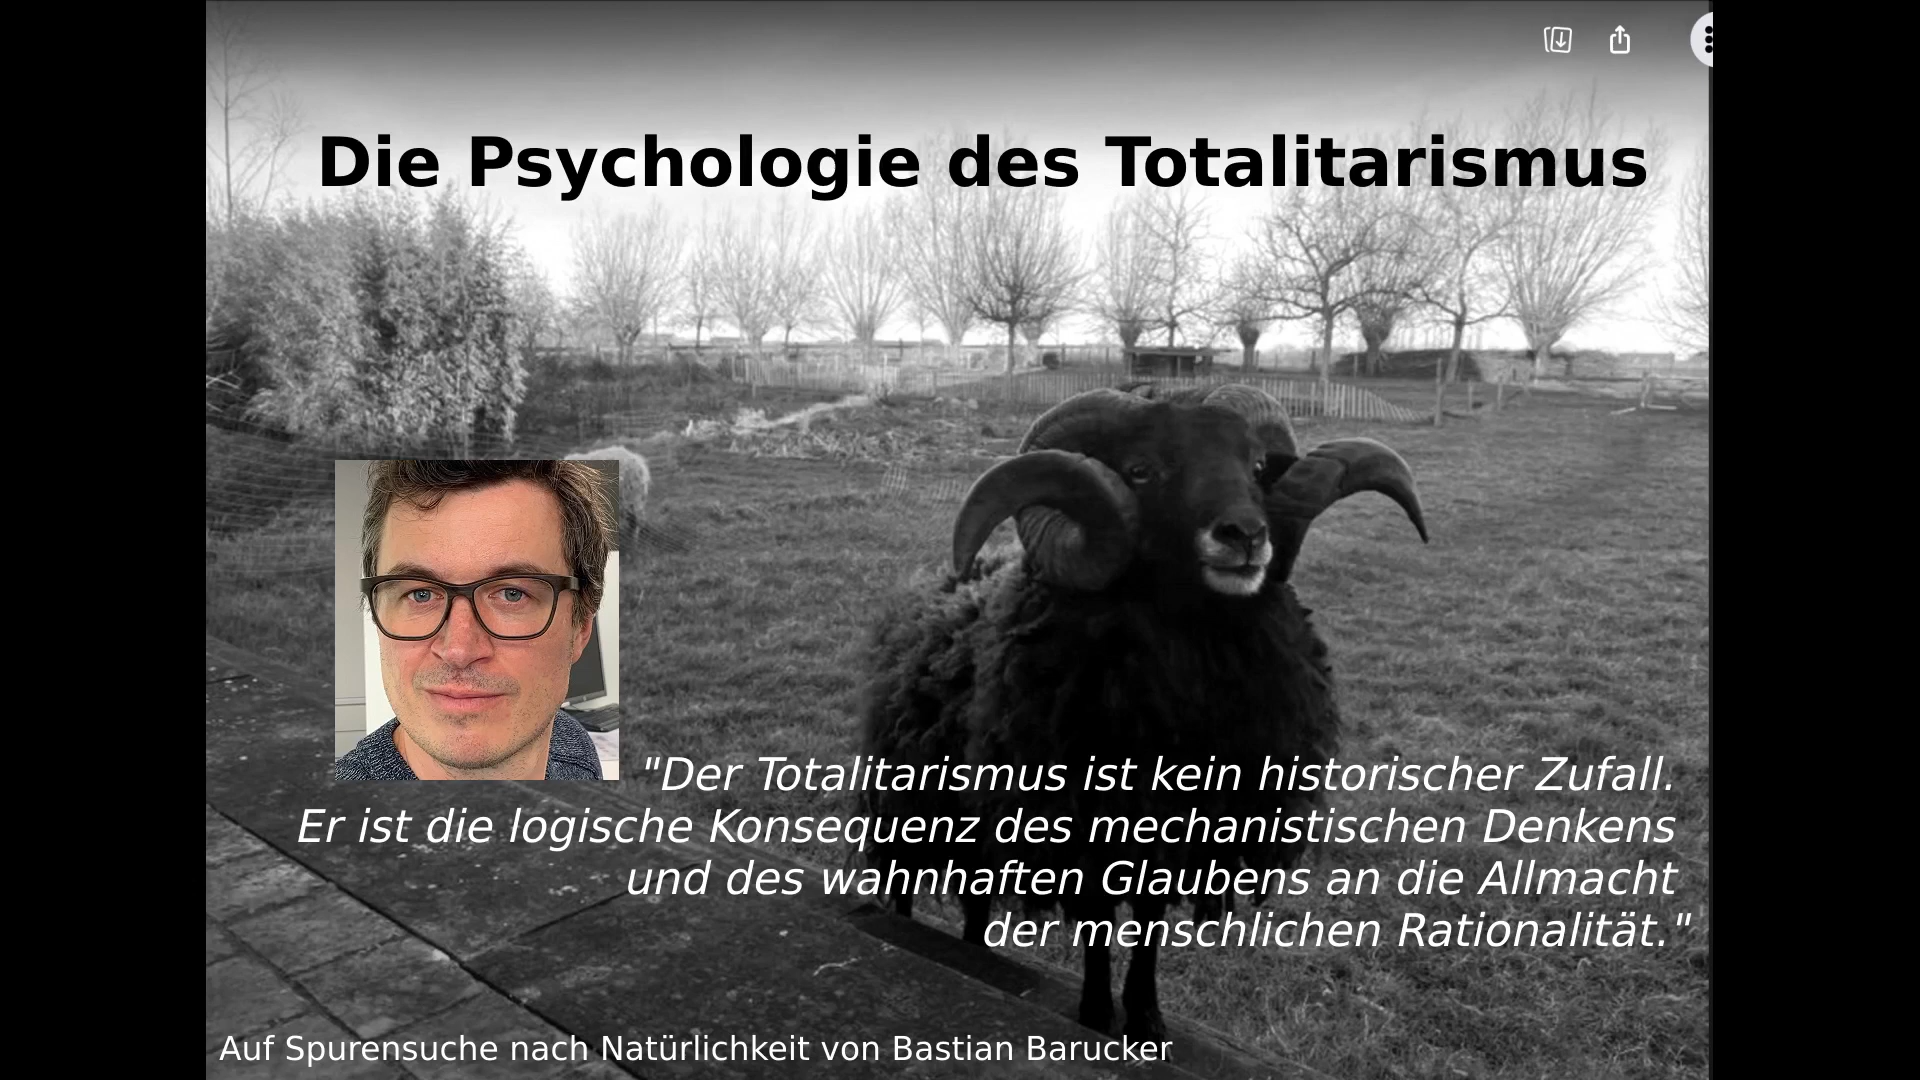 Die Psychologie des Totalitarismus
"Der Totalitarismus ist kein historischer Zufall.
Er ist die logische Konsequenz des mechanistischen Denkens
und des wahnhaften Glaubens an die Allmacht
der menschlichen Rationalität."
Auf Spurensuche nach Natürlichkeit von Bastian Barucker